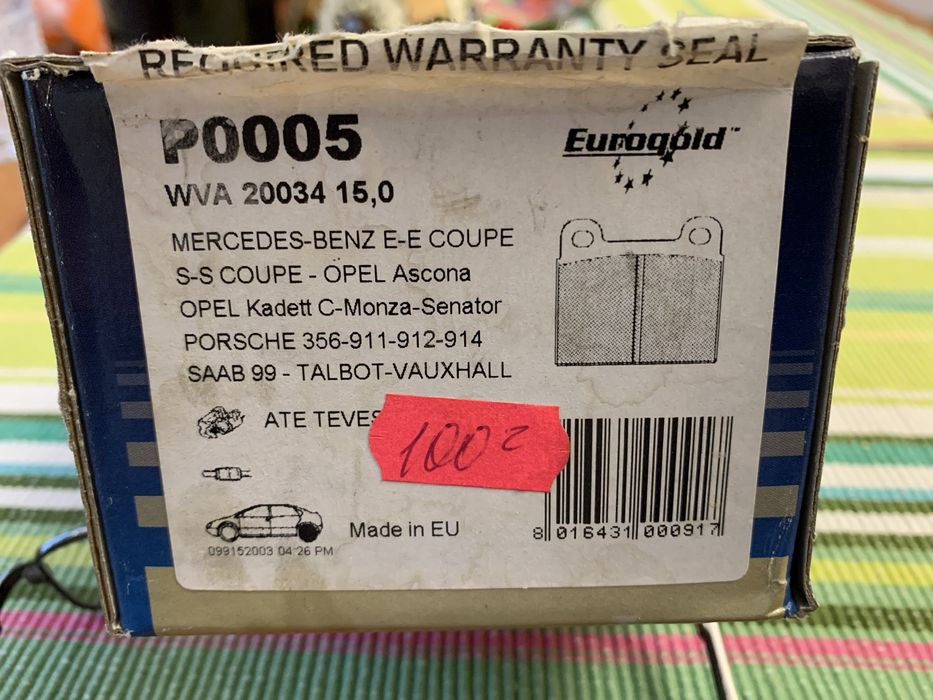 REQUIRED WARRANTY SEAL
P0005
Eurogold™
WVA 20034 15,0
MERCEDES-BENZ E-E COUPE
S-S COUPE - OPEL Ascona
OPEL Kadett C-Monza-Senator
PORSCHE 356-911-912-914
SAAB 99 - TALBOT-VAUXHALL
ATE TEVES
100=
Made in EU
8 016431 000917
099152003 04:26 PM